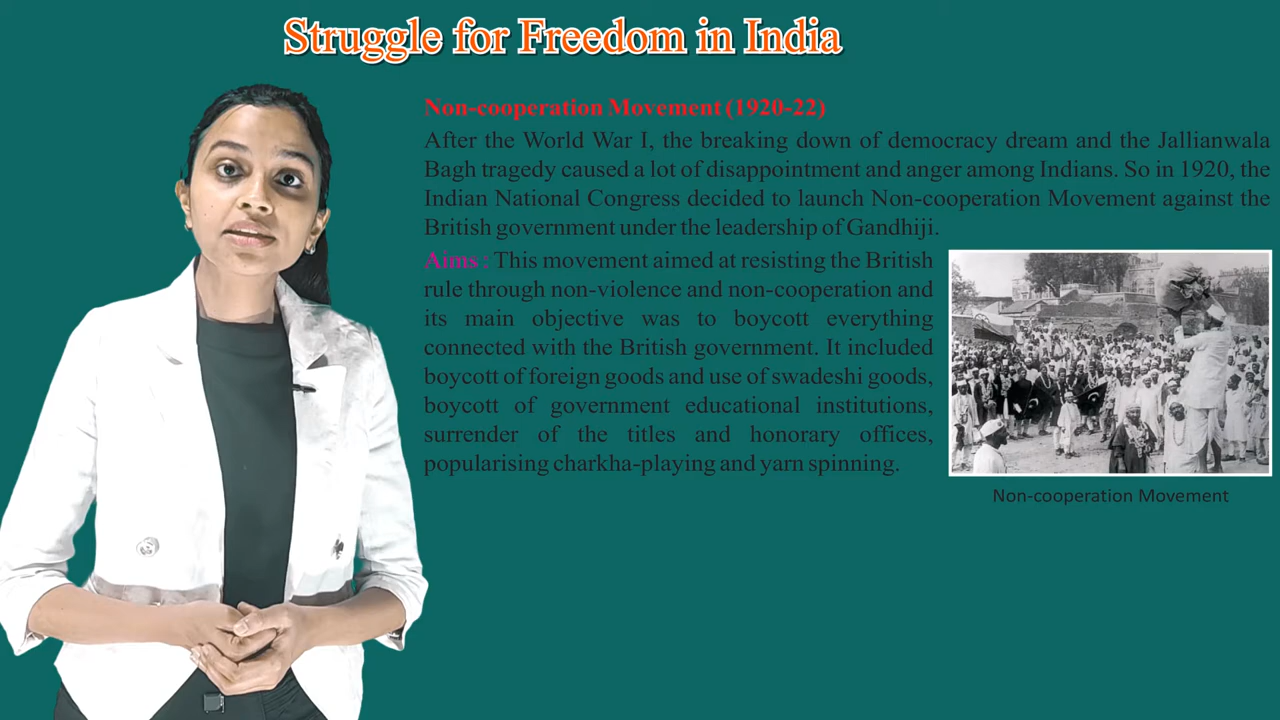 Struggle for Freedom in India
Non-cooperation Movement (1920-22)
After the World War I, the breaking down of democracy dream and the Jallianwala
Bagh tragedy caused a lot of disappointment and anger among Indians. So in 1920, the
Indian National Congress decided to launch Non-cooperation Movement against the
British government under the leadership of Gandhiji.
Aims : This movement aimed at resisting the British
rule through non-violence and non-cooperation and
its main objective was to boycott everything
connected with the British government. It included
boycott of foreign goods and use of swadeshi goods,
boycott of government educational institutions,
surrender of the titles and honorary offices,
popularising charkha-playing and yarn spinning.
Non-cooperation Movement